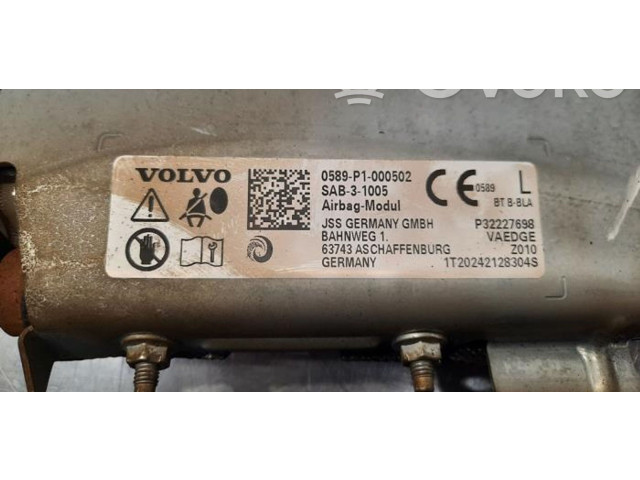 VOLVO
0589-P1-000502
SAB-3-1005
Airbag-Modul
JSS GERMANY GMBH
BAHNWEG 1.
63743 ASCHAFFENBURG
GERMANY
CE 0589 L
BT B-BLA
P32227698
VAEDGE
Z010
1T20242128304S